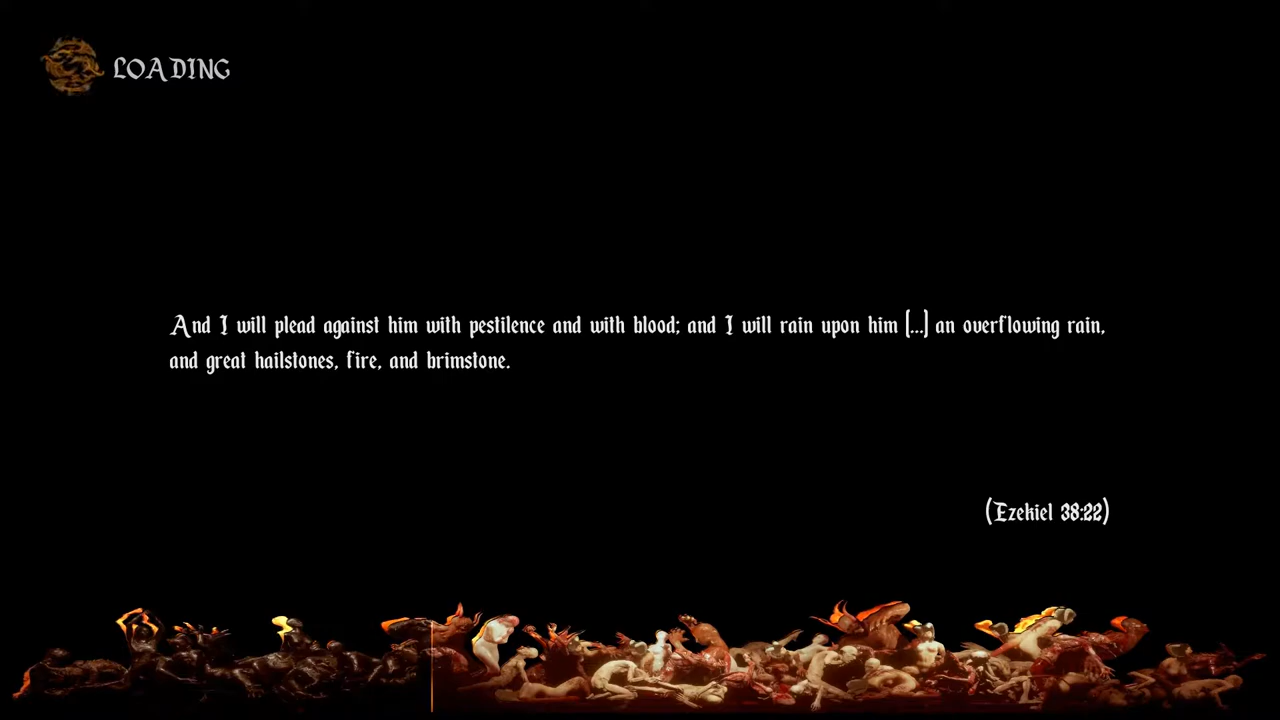 LOADING
And I will plead against him with pestilence and with blood; and I will rain upon him [...] an overflowing rain,
and great hailstones, fire, and brimstone.
(Ezekiel 38:22)